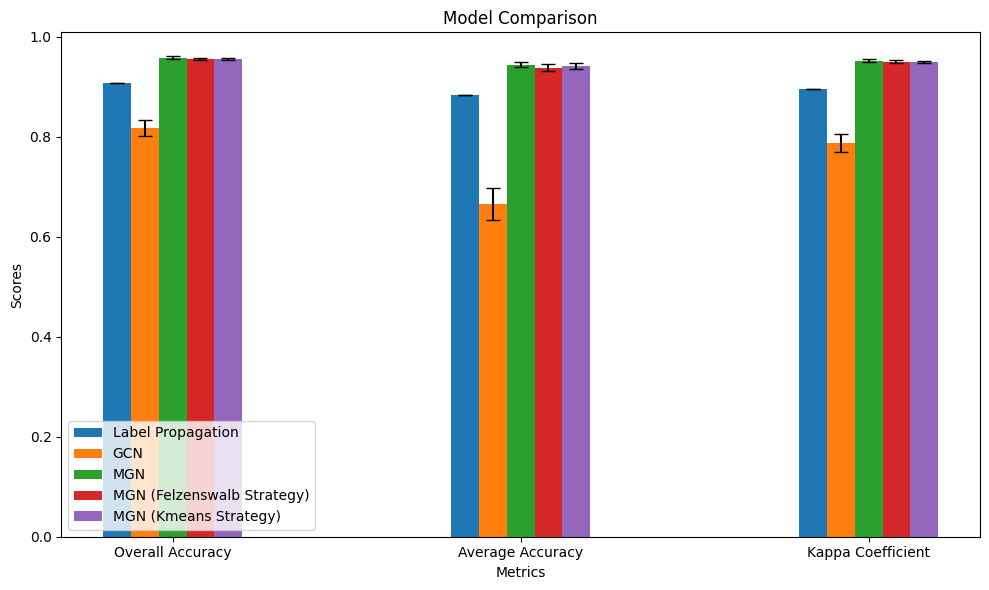 Model Comparison
1.0
0.8
0.6
0.4
0.2
0.0
Scores
Label Propagation
GCN
MGN
MGN (Felzenswalb Strategy)
MGN (Kmeans Strategy)
Overall Accuracy
Average Accuracy
Kappa Coefficient
Metrics